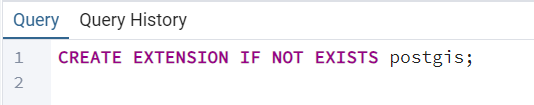 Query Query History
1 CREATE EXTENSION IF NOT EXISTS postgis;
2